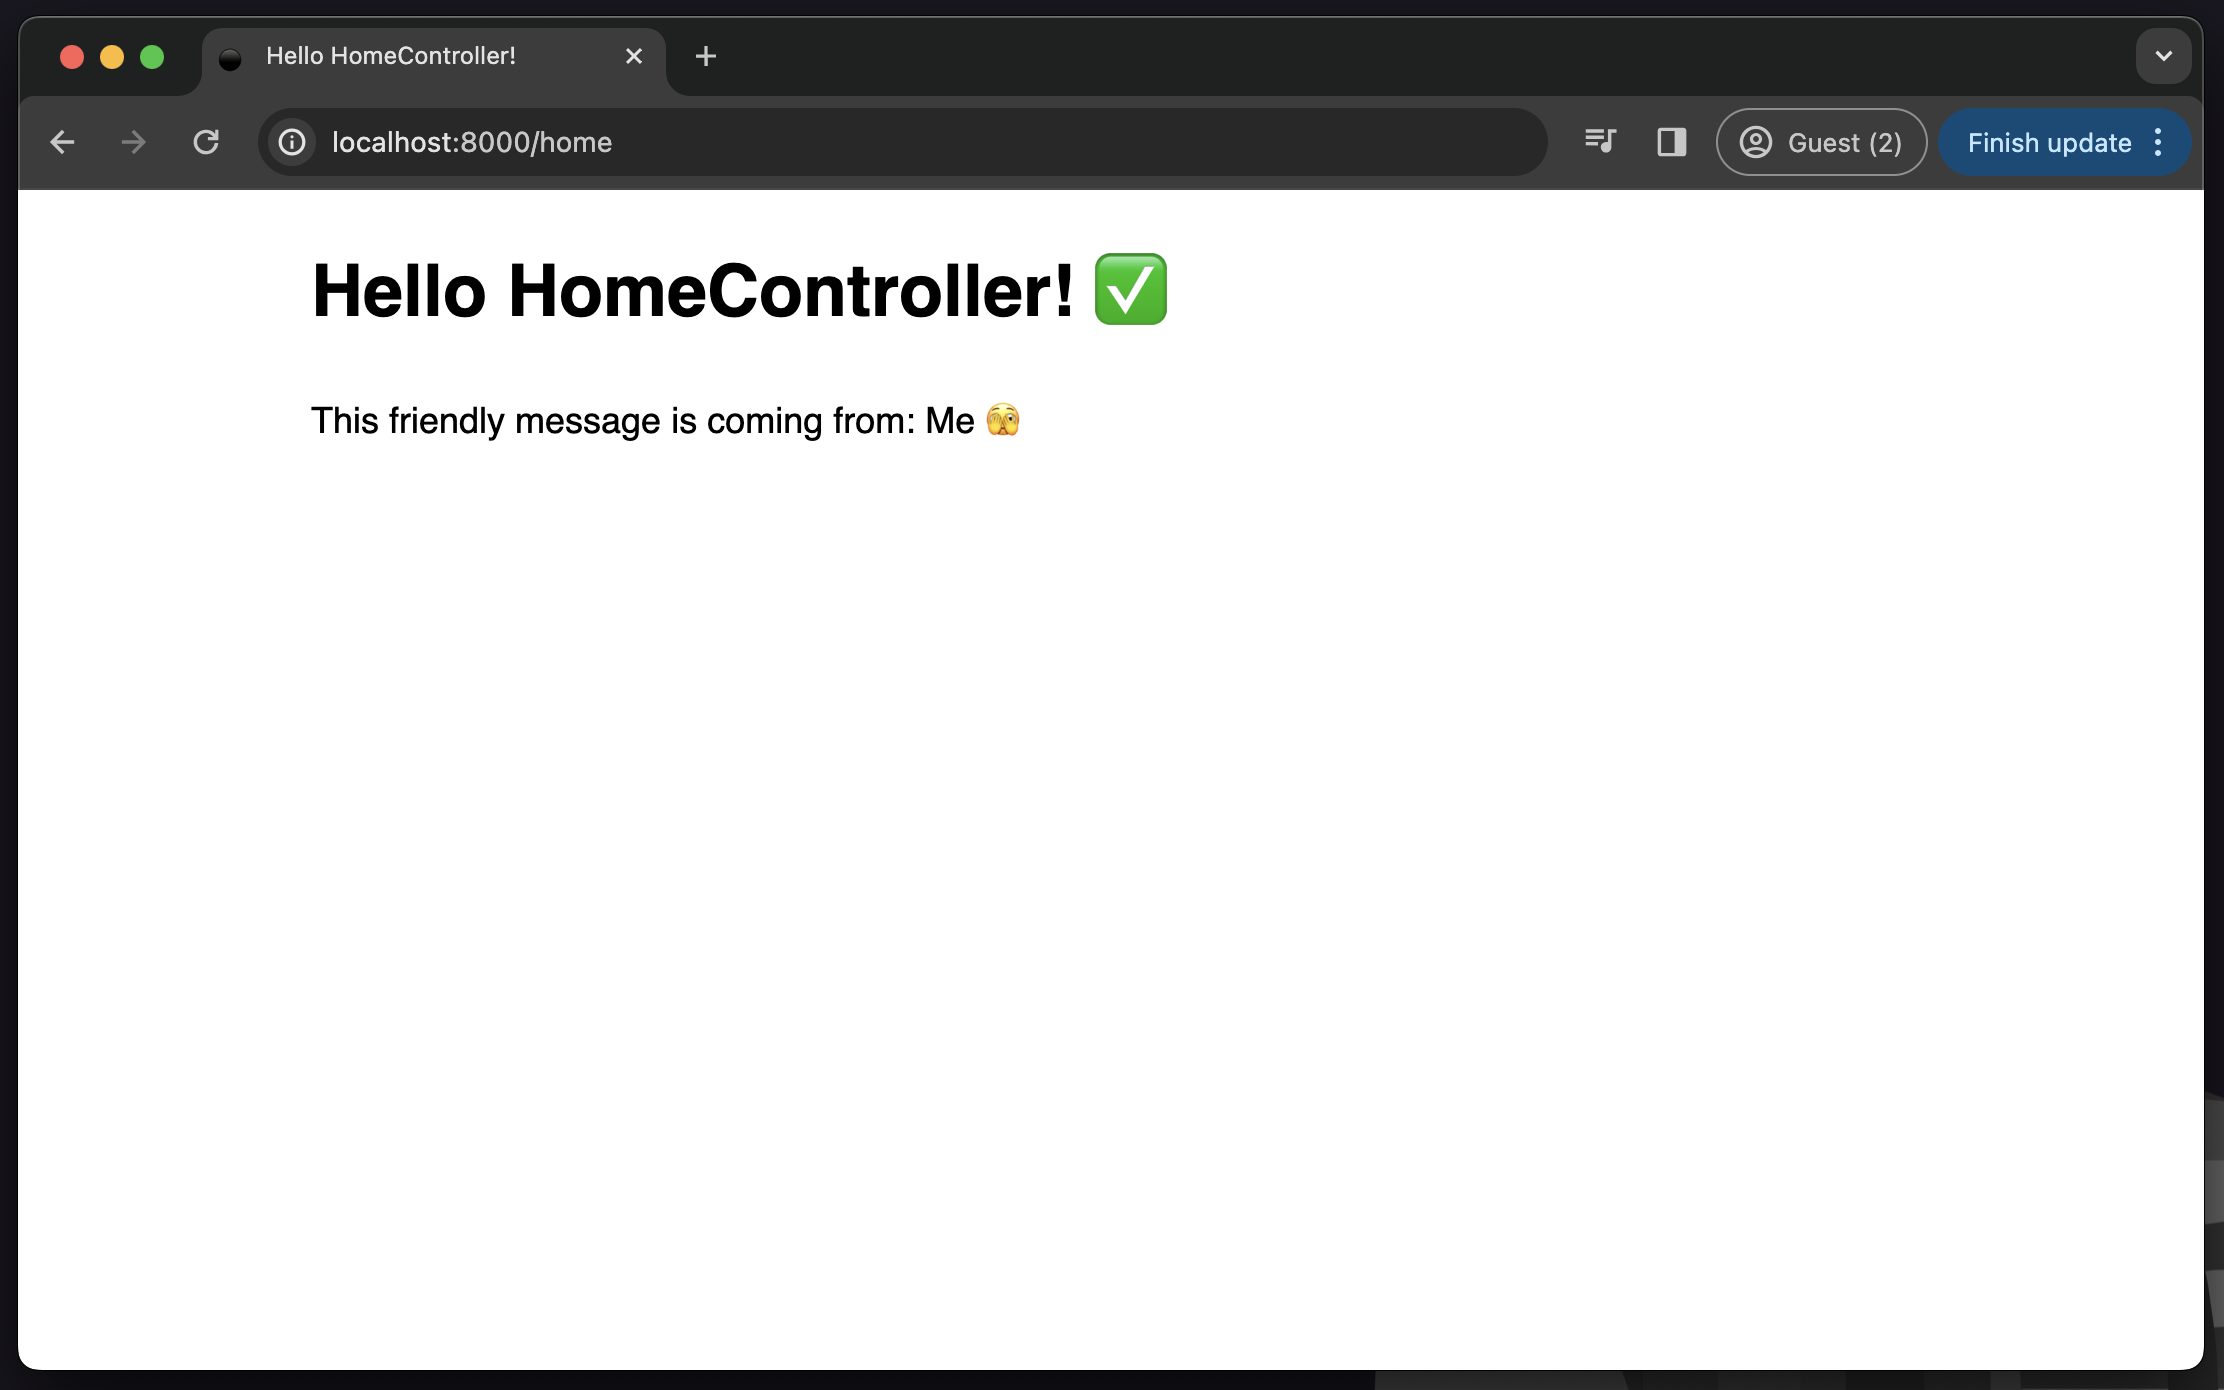 Hello HomeController!
localhost:8000/home
Guest (2)
Finish update
Hello HomeController! ✅
This friendly message is coming from: Me 🫣